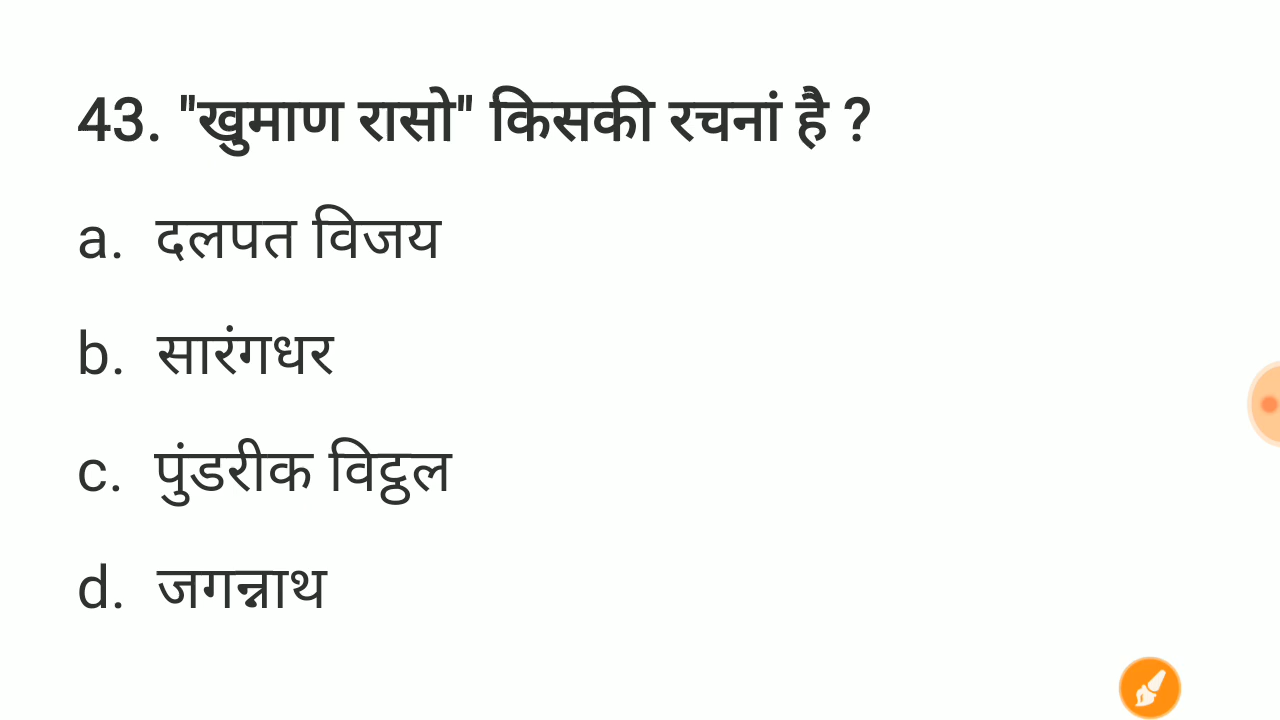 43. "खुमाण रासो" किसकी रचनां है ?
a. दलपत विजय
b. सारंगधर
c. पुंडरीक विट्ठल
d. जगन्नाथ